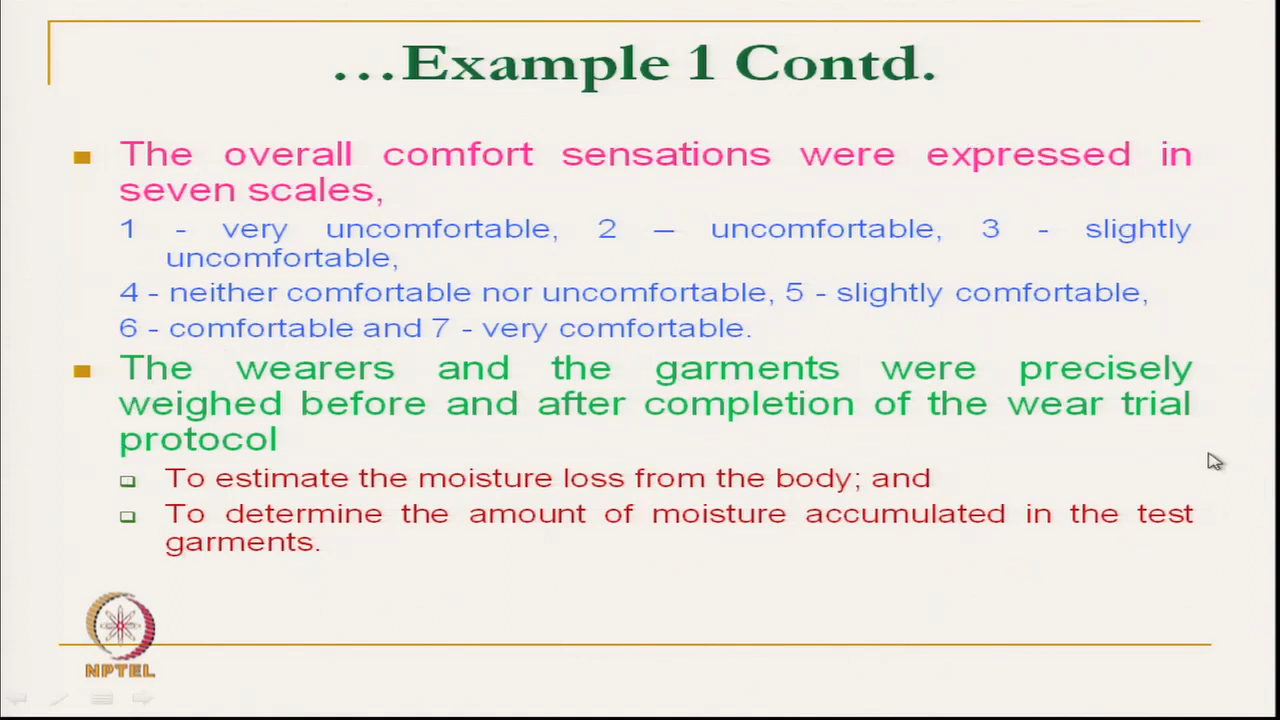 ...Example 1 Contd.
The overall comfort sensations were expressed in
seven scales,
1 - very uncomfortable, 2 – uncomfortable, 3 - slightly
uncomfortable,
4 - neither comfortable nor uncomfortable, 5 - slightly comfortable,
6 - comfortable and 7 - very comfortable.
The wearers and the garments were precisely
weighed before and after completion of the wear trial
protocol
To estimate the moisture loss from the body; and
To determine the amount of moisture accumulated in the test
garments.
NPTEL